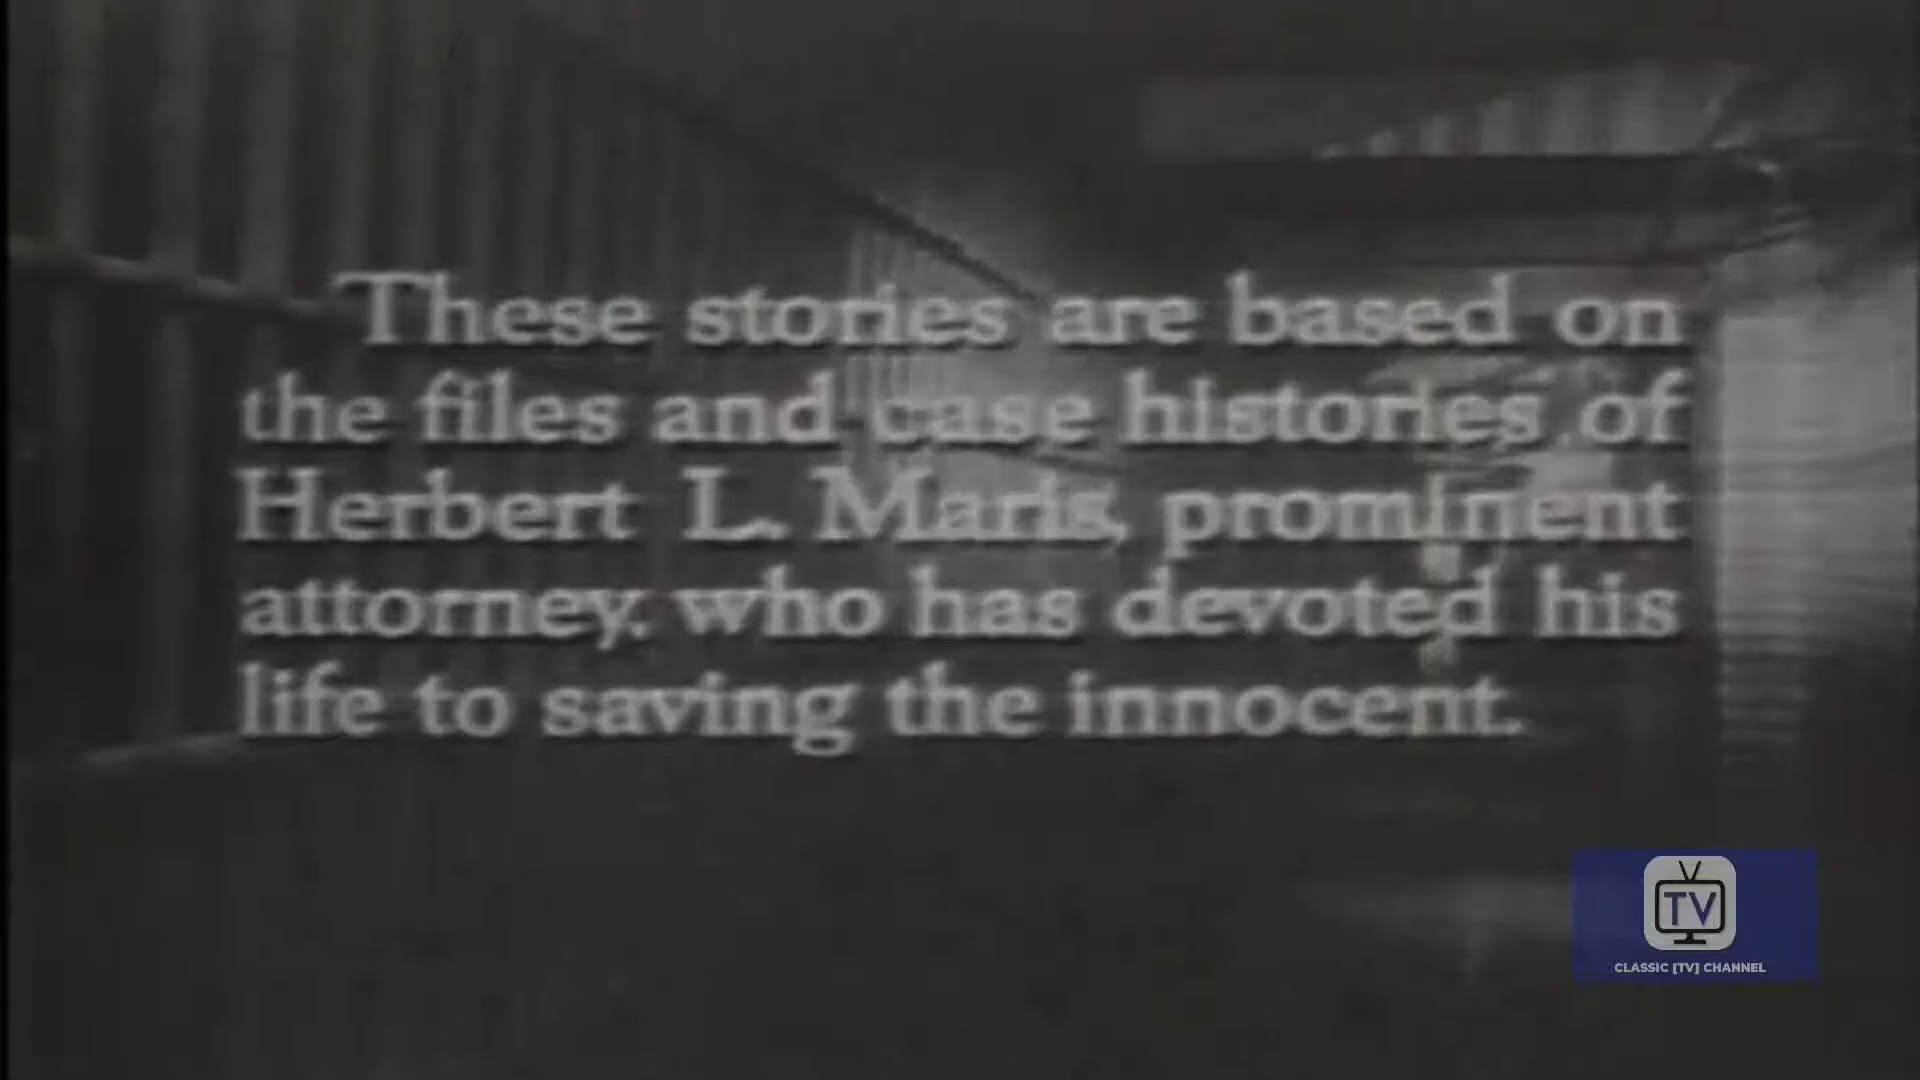 These stories are based on
the files and case histories of
Herbert L. Maris, prominent
attorney, who has devoted his
life to saving the innocent.
TV
CLASSIC [TV] CHANNEL